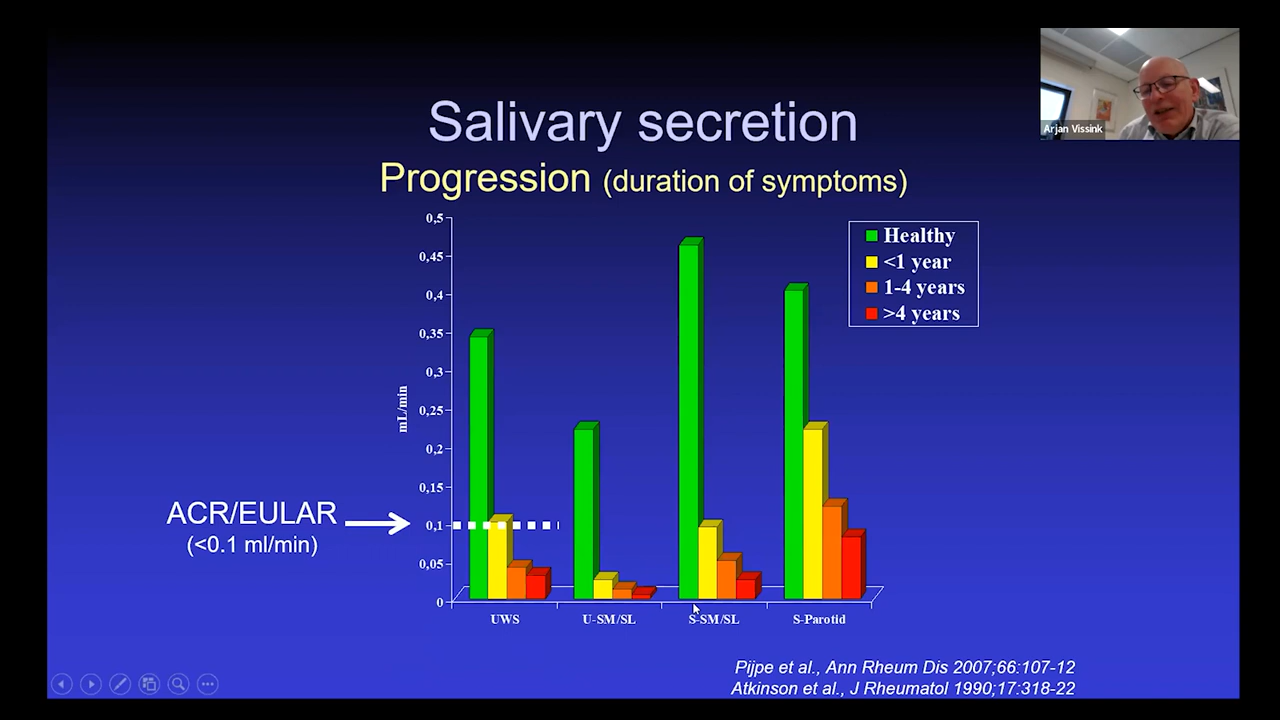 Arjan Vissink
Salivary secretion
Progression (duration of symptoms)
0,5
0,45
0,4
0,35
0,3
0,25
0,2
0,15
0,1
0,05
0
mL/min
Healthy
<1 year
1-4 years
>4 years
ACR/EULAR
(<0.1 ml/min)
UWS
U-SM/SL
S-SM/SL
S-Parotid
Pijpe et al., Ann Rheum Dis 2007;66:107-12
Atkinson et al., J Rheumatol 1990;17:318-22